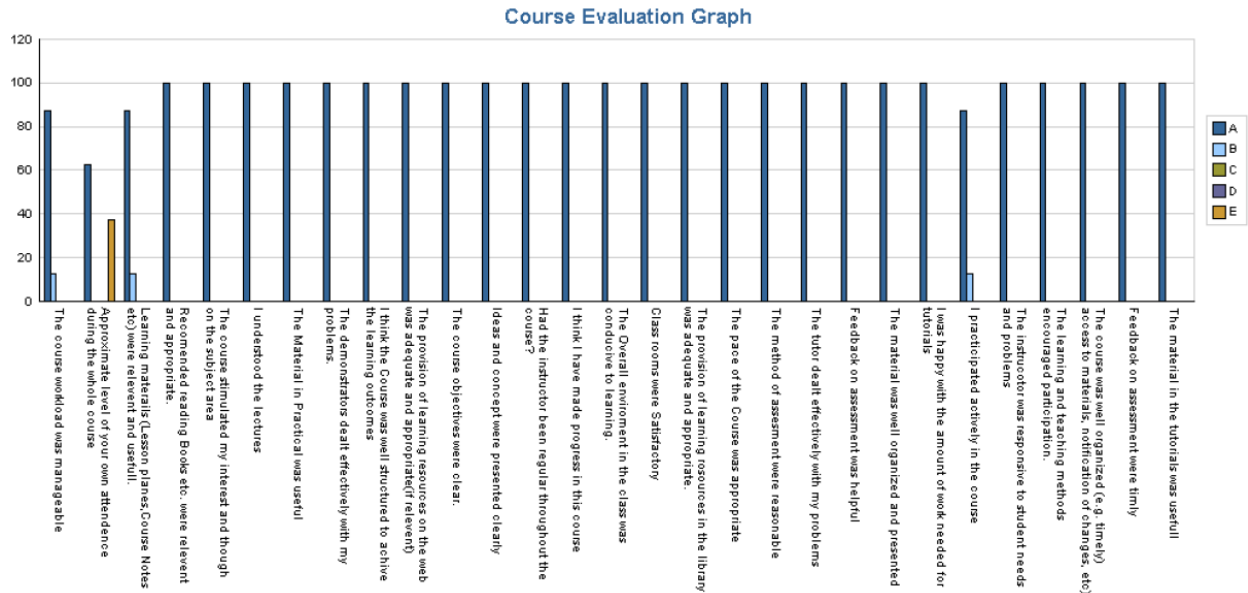 Course Evaluation Graph
120
100
80
60
40
20
0
A
B
C
D
E
The course workload was manageable
Approximate level of your own attendence
during the whole course
Learning materails (Lesson, planes,Course Notes
etc) were relevent and usefull.
Recomended reading Books etc. were relevent
and appropriate.
The course stimulated my interest and though
on the subject area
I understood the lectures
The Material in Practical was useful
The demonstrators dealt effectively with my
problems.
I think the Course was well structured to achive
the learning outcomes
The provision of learning resources on the web
was adequate and appropriate(if relevent)
The course objectives were clear.
Ideas and concept were presented clearly
Had the instructor been regular throughout the
course?
I think I have made progress in this course
The Overall enviroment in the class was
conducive to learning.
Class rooms were Satisfactory
The provision of learning rosources in the library
was adequate and appropriate.
The pace of the Course was appropriate
The method of assesment were reasonable
The tutor dealt effectively with my problems
Feedback on assessment was helpful
The material was well organized and presented
I was happy with the amount of work needed for
tutorials
I practicipated actively in the course
The instrucotor was responsive to student needs
and problems
The learning and teaching methods
encouraged participation.
The course was well organized (e.g. timely)
access to materials, notification of changes, etc)
Feedback on assessment were timly
The material in the tutorials was usefull